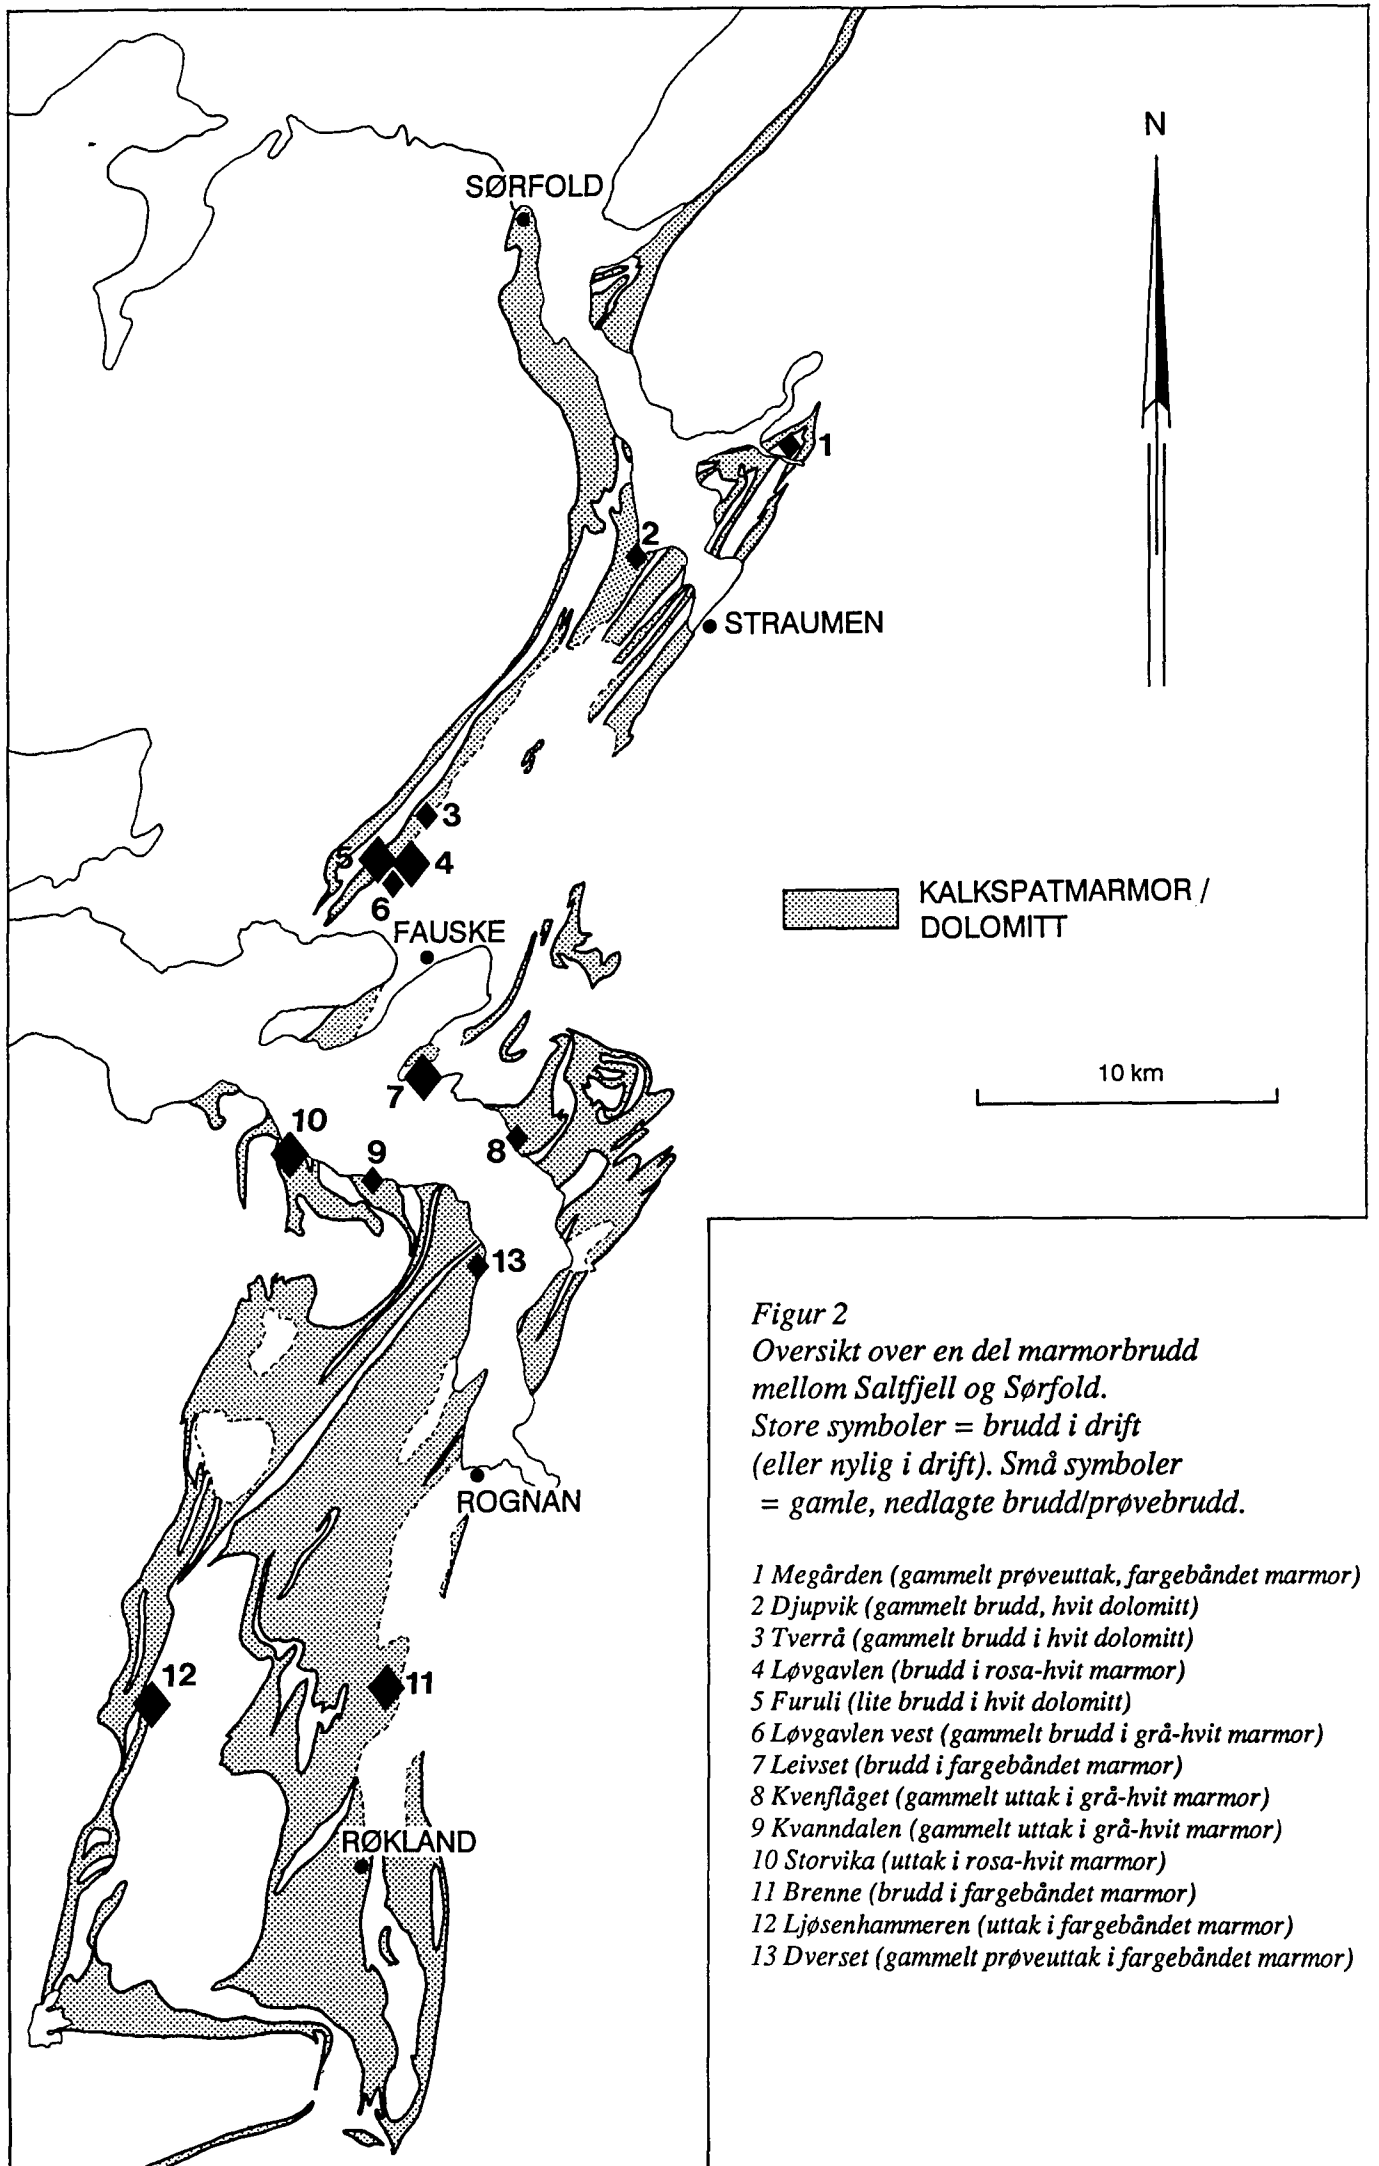 N
SØRFOLD
1
2
STRAUMEN
3
5
4
6
KALKSPATMARMOR /
DOLOMITT
FAUSKE
10 km
7
10
9
8
13
Figur 2
Oversikt over en del marmorbrudd
mellom Saltfjell og Sørfold.
Store symboler = brudd i drift
(eller nylig i drift). Små symboler
= gamle, nedlagte brudd/prøvebrudd.
ROGNAN
12
11
RØKLAND
1 Megården (gammelt prøveuttak, fargebåndet marmor)
2 Djupvik (gammelt brudd, hvit dolomitt)
3 Tverrå (gammelt brudd i hvit dolomitt)
4 Løvgavlen (brudd i rosa-hvit marmor)
5 Furuli (lite brudd i hvit dolomitt)
6 Løvgavlen vest (gammelt brudd i grå-hvit marmor)
7 Leivset (brudd i fargebåndet marmor)
8 Kvenflåget (gammelt uttak i grå-hvit marmor)
9 Kvanndalen (gammelt uttak i grå-hvit marmor)
10 Storvika (uttak i rosa-hvit marmor)
11 Brenne (brudd i fargebåndet marmor)
12 Ljøsenhammeren (uttak i fargebåndet marmor)
13 Dverset (gammelt prøveuttak i fargebåndet marmor)